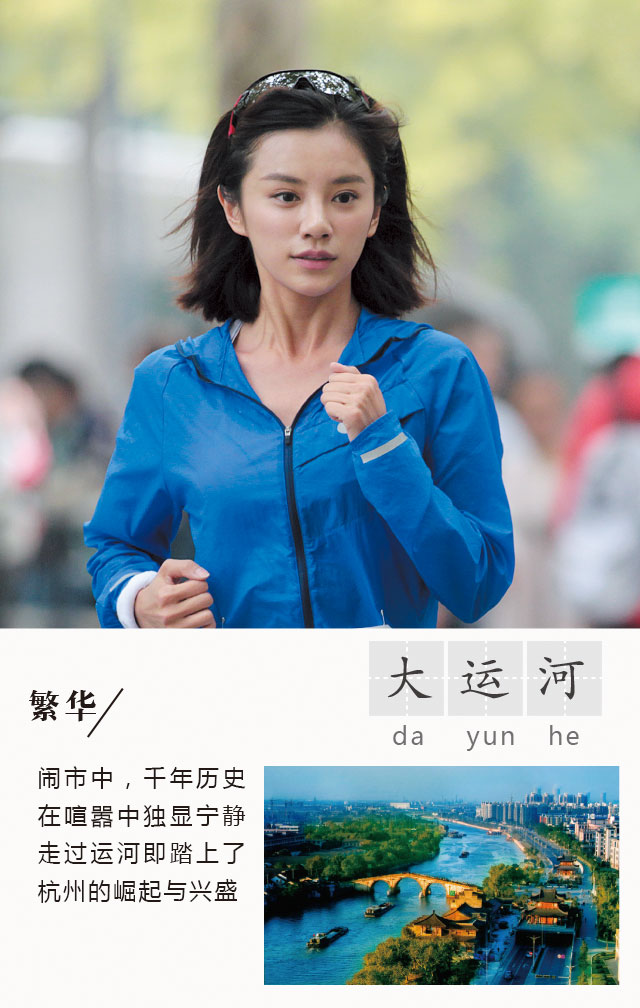 大运河
da yun he
繁华
闹市中，千年历史
在喧嚣中独显宁静
走过运河即踏上了
杭州的崛起与兴盛